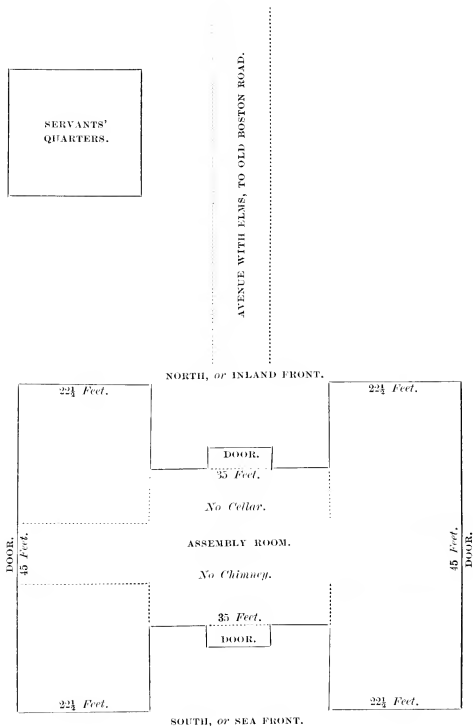 AVENUE WITH ELMS, TO OLD BOSTON ROAD.
SERVANTS'
QUARTERS.
NORTH, or INLAND FRONT.
22¼ Feet.
22¼ Feet.
DOOR.
35 Feet.
No Cellar.
DOOR.
45 Feet.
ASSEMBLY ROOM.
45 Feet.
DOOR.
No Chimney.
35 Feet.
DOOR.
22¼ Feet.
22¼ Feet.
SOUTH, or SEA FRONT.